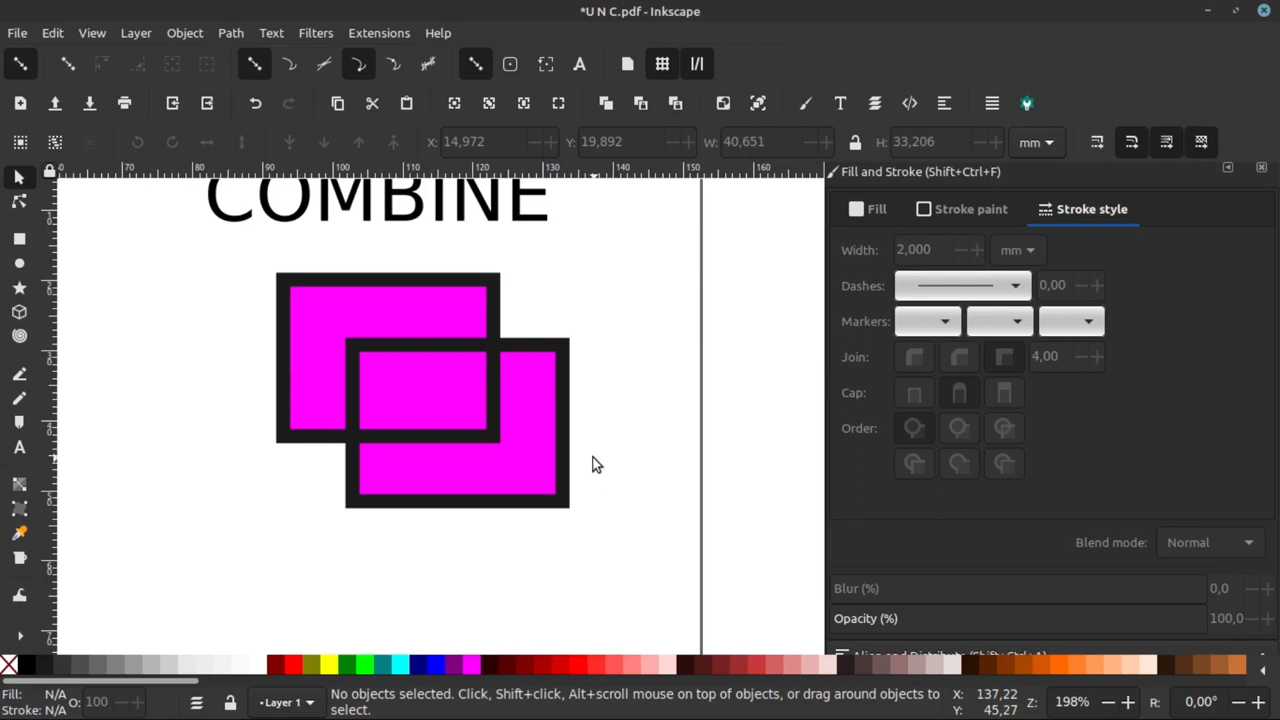 *U N C.pdf - Inkscape
File Edit View Layer Object Path Text Filters Extensions Help
X: 14,972 Y: 19,892 W: 40,651 H: 33,206 mm
70 80 90 100 110 120 130 140 150 160
Fill and Stroke (Shift+Ctrl+F)
Fill Stroke paint Stroke style
COMBINE
Width: 2,000 mm
Dashes: 0,00
Markers:
Join: 4,00
Cap:
Order:
Blend mode: Normal
Blur (%) 0,0
Opacity (%) 100,0
Fill: N/A
Stroke: N/A
O: 100
Layer 1
No objects selected. Click, Shift+click, Alt+scroll mouse on top of objects, or drag around objects to
select.
X: 137,22
Y: 45,27
Z: 198%
R: 0,00°